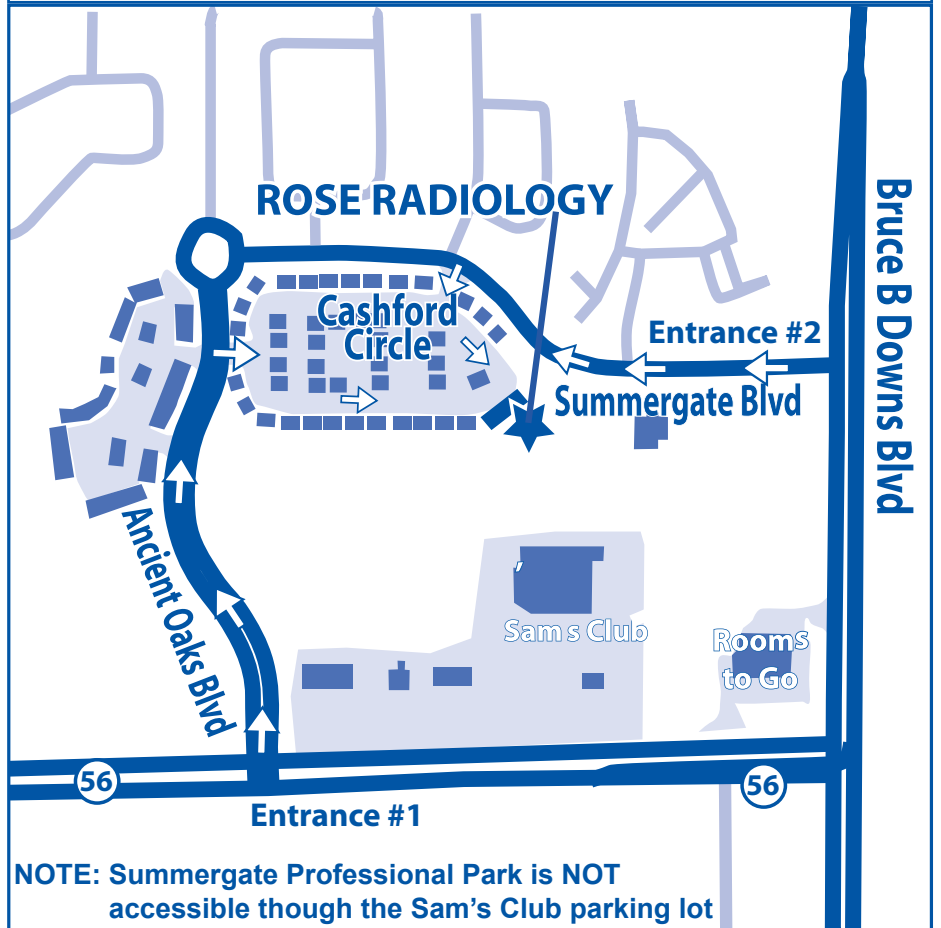 ROSE RADIOLOGY
Bruce B Downs Blvd
Cashford
Circle
Entrance #2
Summergate Blvd
Ancient Oaks Blvd
Sam s Club
,
Rooms
to Go
56
56
Entrance #1
NOTE: Summergate Professional Park is NOT
accessible though the Sam’s Club parking lot